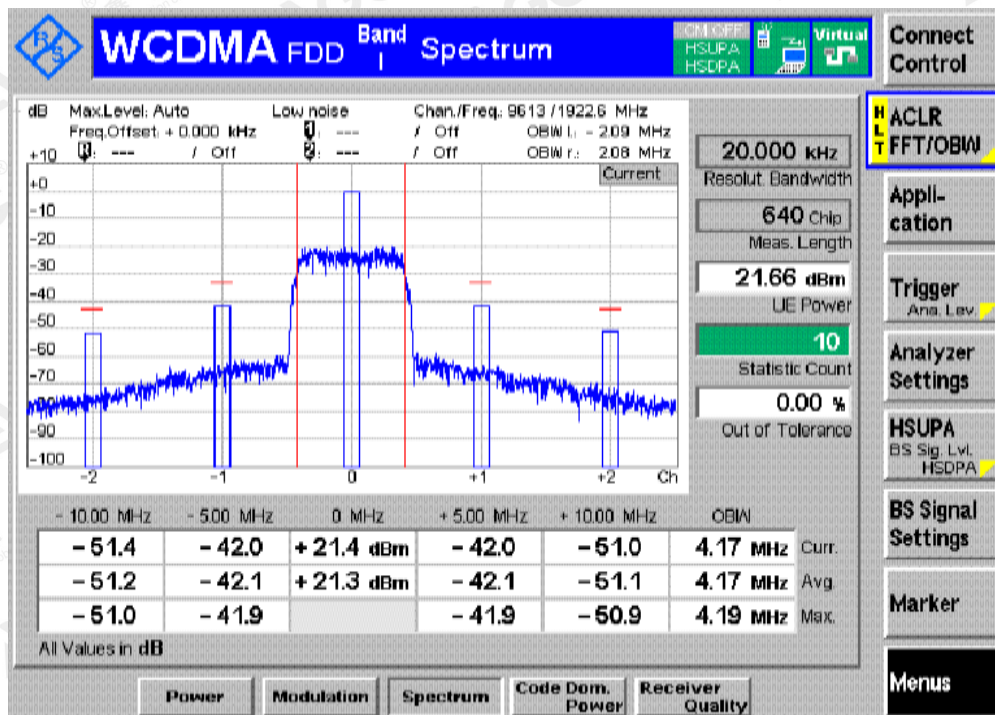 WCDMA FDD Band I Spectrum
CM OFF
HSUPA
HSDPA
Virtual
Connect
Control
dB Max.Level: Auto Low noise Chan./Freq.: 9613 / 1922.6 MHz
Freq.Offset: + 0.000 kHz 1: --- / Off OBW l.: - 2.09 MHz
R: --- / Off 2: --- / Off OBW r.: 2.08 MHz
Current
+10
+0
-10
-20
-30
-40
-50
-60
-70
-80
-90
-100
-2 -1 0 +1 +2 Ch
20.000 kHz
Resolut. Bandwidth
640 Chip
Meas. Length
21.66 dBm
UE Power
10
Statistic Count
0.00 %
Out of Tolerance
- 10.00 MHz - 5.00 MHz 0 MHz + 5.00 MHz + 10.00 MHz OBW
- 51.4 - 42.0 + 21.4 dBm - 42.0 - 51.0 4.17 MHz Curr.
- 51.2 - 42.1 + 21.3 dBm - 42.1 - 51.1 4.17 MHz Avg.
- 51.0 - 41.9 - 41.9 - 50.9 4.19 MHz Max.
All Values in dB
HLT
ACLR
FFT/OBW
Appli-
cation
Trigger
Ana. Lev.
Analyzer
Settings
HSUPA
BS Sig. Lvl.
HSDPA
BS Signal
Settings
Marker
Menus
Power
Modulation
Spectrum
Code Dom.
Power
Receiver
Quality